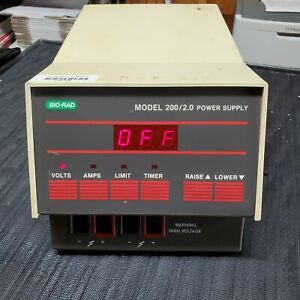 BIO-RAD
MODEL 200/2.0 POWER SUPPLY
OFF
VOLTS AMPS LIMIT TIMER RAISE▲ LOWER▼
WARNING
HIGH VOLTAGE
- + - +